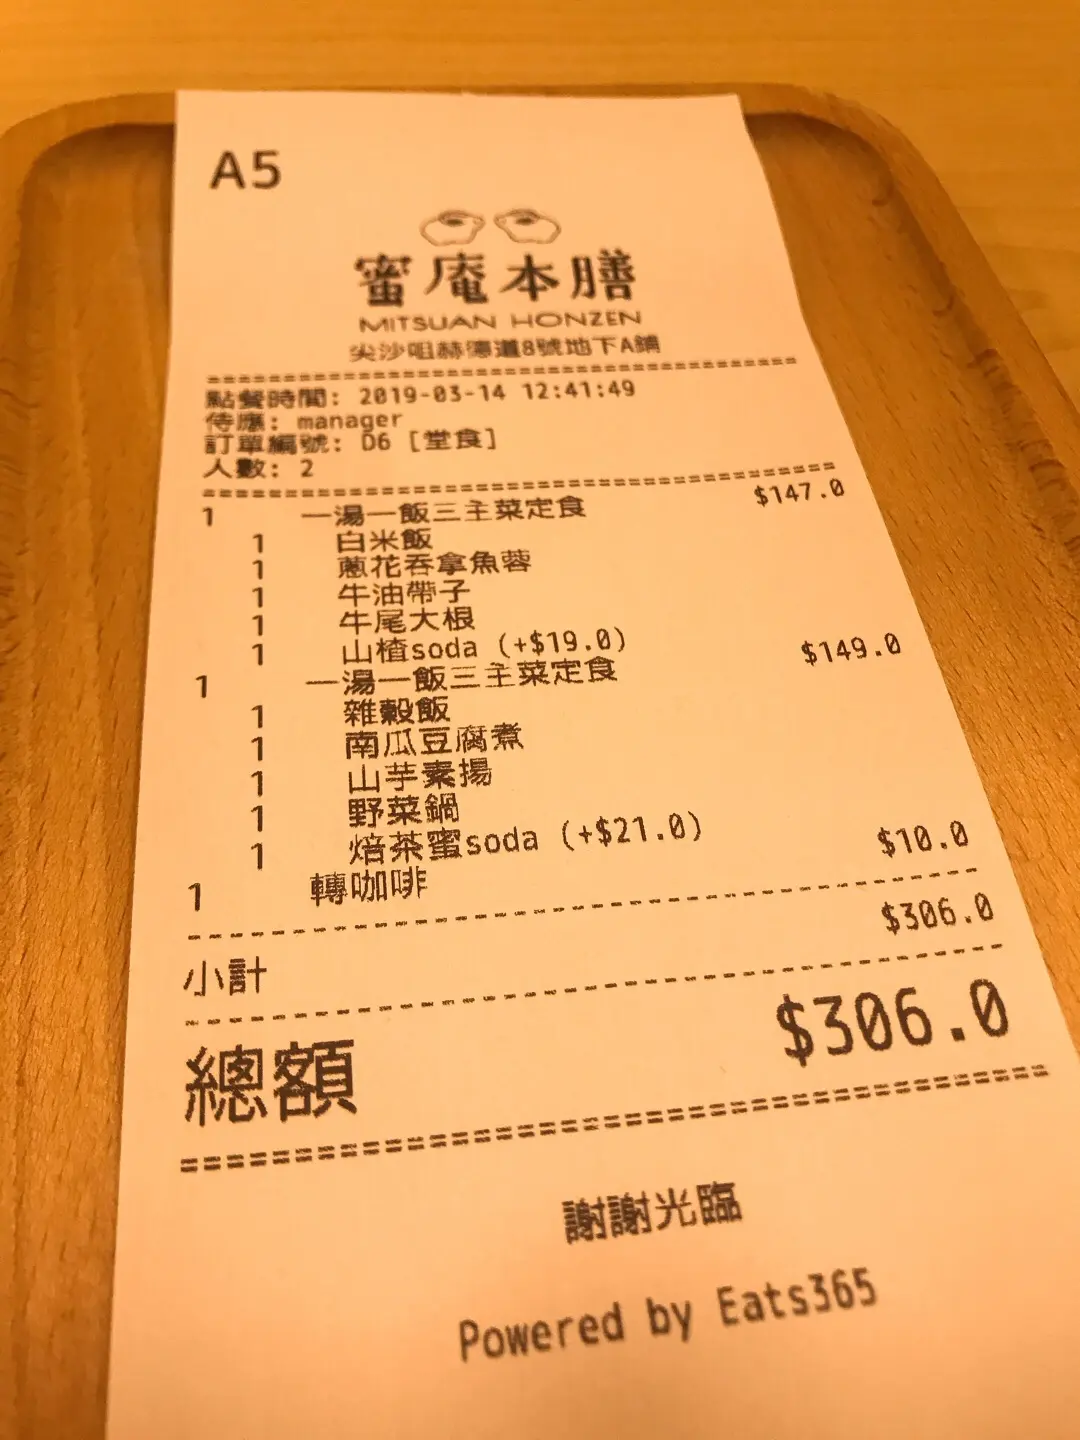 A5
蜜庵本膳
MITSUAN HONZEN
尖沙咀赫德道8號地下A鋪
點餐時間: 2019-03-14 12:41:49
侍應: manager
訂單編號: D6 [堂食]
人數: 2
1 一湯一飯三主菜定食 $147.0
1 白米飯
1 蔥花吞拿魚蓉
1 牛油帶子
1 牛尾大根
1 山楂soda (+$19.0)
1 一湯一飯三主菜定食 $149.0
1 雜穀飯
1 南瓜豆腐煮
1 山芋素揚
1 野菜鍋
1 焙茶蜜soda (+$21.0)
1 轉咖啡 $10.0
小計 $306.0
總額 $306.0
謝謝光臨
Powered by Eats365